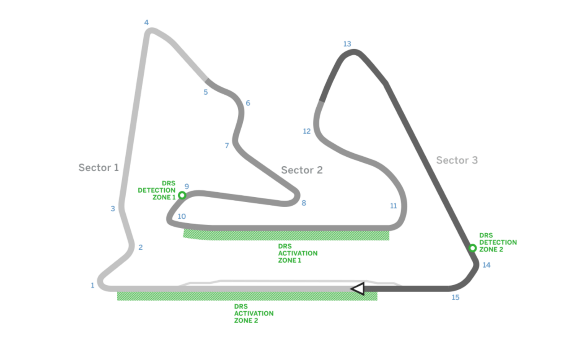 4
13
5
6
12
7
Sector 1
Sector 2
Sector 3
DRS
DETECTION
ZONE 1
9
8
3
10
11
DRS
DETECTION
ZONE 2
2
DRS
ACTIVATION
ZONE 1
14
1
15
DRS
ACTIVATION
ZONE 2